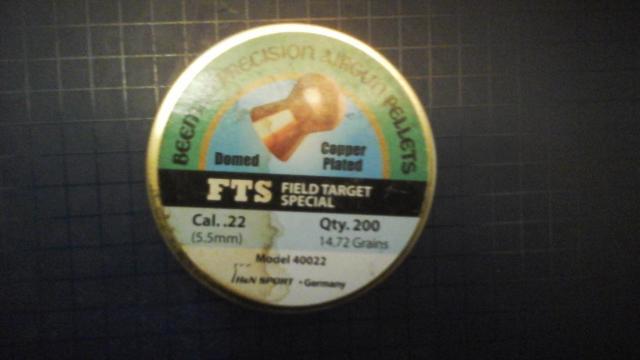 PRECISION AIRGUN PELLETS
Domed
Copper
Plated
FTS FIELD TARGET
SPECIAL
Cal. .22
(5.5mm)
Qty. 200
14.72 Grains
Model 40022
H&N SPORT • Germany